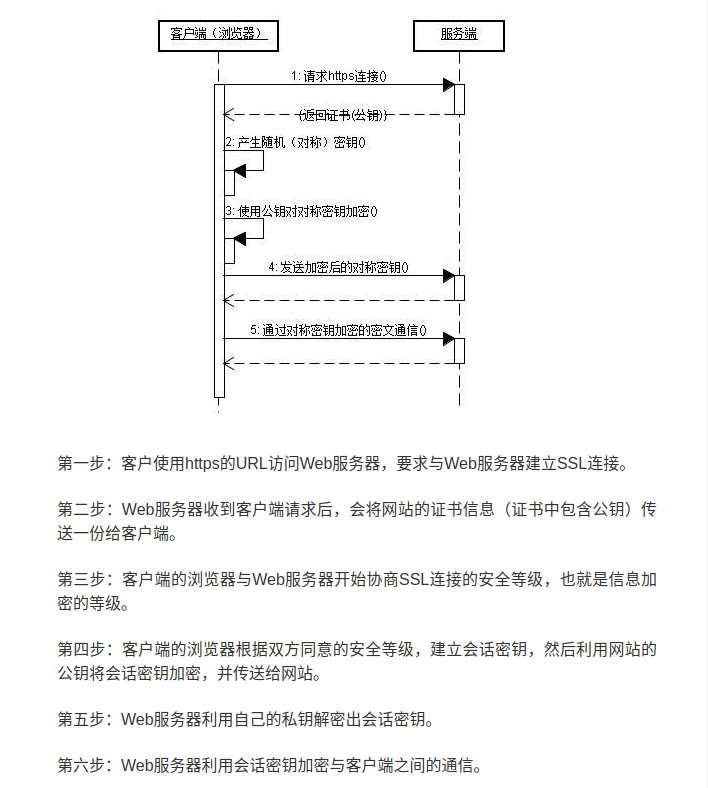 客户端（浏览器）
服务端
1: 请求https连接()
(返回证书(公钥))
2: 产生随机（对称）密钥()
3: 使用公钥对对称密钥加密()
4: 发送加密后的对称密钥()
5: 通过对称密钥加密的密文通信()
第一步：客户使用https的URL访问Web服务器，要求与Web服务器建立SSL连接。
第二步：Web服务器收到客户端请求后，会将网站的证书信息（证书中包含公钥）传
送一份给客户端。
第三步：客户端的浏览器与Web服务器开始协商SSL连接的安全等级，也就是信息加
密的等级。
第四步：客户端的浏览器根据双方同意的安全等级，建立会话密钥，然后利用网站的
公钥将会话密钥加密，并传送给网站。
第五步：Web服务器利用自己的私钥解密出会话密钥。
第六步：Web服务器利用会话密钥加密与客户端之间的通信。